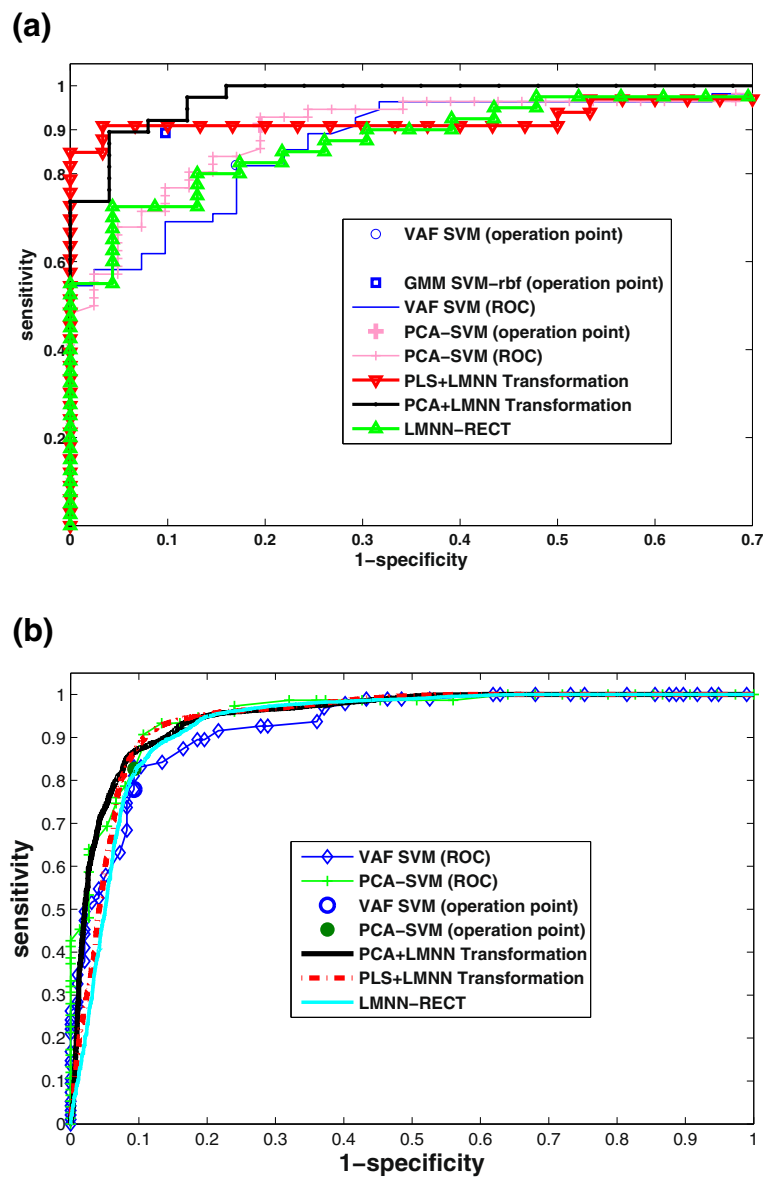 (a)
1
0.9
0.8
0.6
0.4
0.2
sensitivity
VAF SVM (operation point)
GMM SVM-rbf (operation point)
VAF SVM (ROC)
PCA-SVM (operation point)
PCA-SVM (ROC)
PLS+LMNN Transformation
PCA+LMNN Transformation
LMNN-RECT
0 0.1 0.2 0.3 0.4 0.5 0.6 0.7
1-specificity
(b)
1
0.9
0.8
0.7
0.6
0.5
0.4
0.3
0.2
0.1
0
sensitivity
VAF SVM (ROC)
PCA-SVM (ROC)
VAF SVM (operation point)
PCA-SVM (operation point)
PCA+LMNN Transformation
PLS+LMNN Transformation
LMNN-RECT
0 0.1 0.2 0.3 0.4 0.5 0.6 0.7 0.8 0.9 1
1-specificity